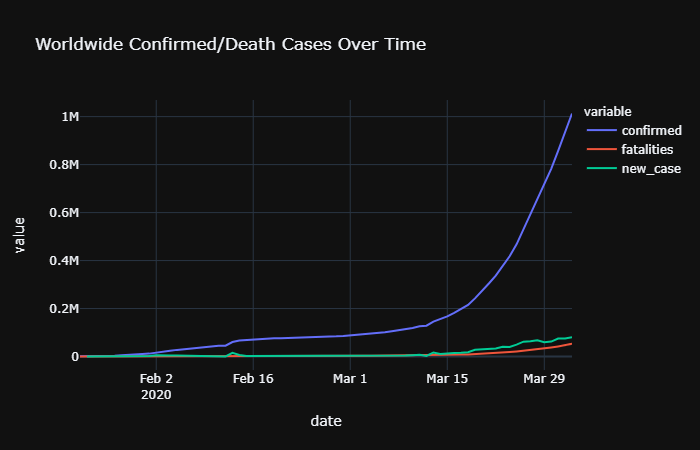 Worldwide Confirmed/Death Cases Over Time
variable
confirmed
fatalities
new_case
value
1M
0.8M
0.6M
0.4M
0.2M
0
Feb 2
2020
Feb 16
Mar 1
Mar 15
Mar 29
date